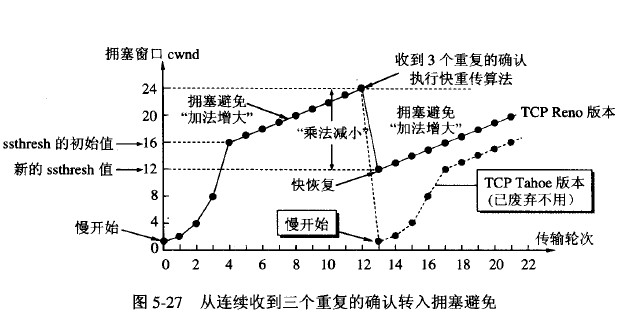 拥塞窗口 cwnd
收到 3 个重复的确认
执行快重传算法
24
20
16
12
8
4
0
ssthresh 的初始值
新的 ssthresh 值
慢开始
拥塞避免
“加法增大”
“乘法减小”
拥塞避免
“加法增大”
TCP Reno 版本
快恢复
慢开始
TCP Tahoe 版本
(已废弃不用)
传输轮次
0 2 4 6 8 10 12 14 16 18 20 22
图 5-27 从连续收到三个重复的确认转入拥塞避免